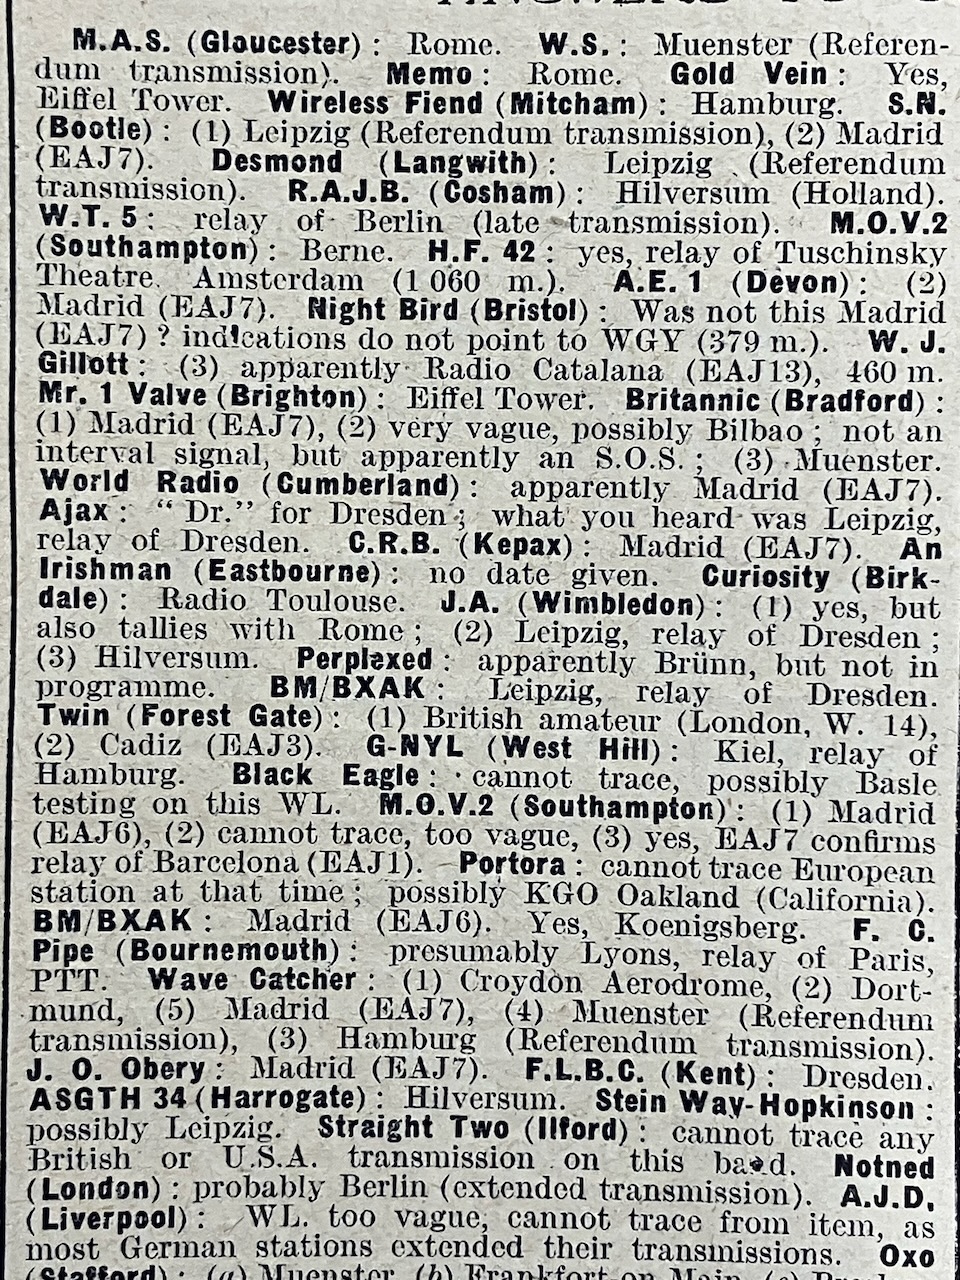 M.A.S. (Gloucester): Rome. W.S.: Muenster (Referen-
dum transmission). Memo: Rome. Gold Vein: Yes,
Eiffel Tower. Wireless Fiend (Mitcham): Hamburg. S.N.
(Bootle): (1) Leipzig (Referendum transmission), (2) Madrid
(EAJ7). Desmond (Langwith): Leipzig (Referendum
transmission). R.A.J.B. (Cosham): Hilversum (Holland).
W.T. 5: relay of Berlin (late transmission). M.O.V.2
(Southampton): Berne. H.F. 42: yes, relay of Tuschinsky
Theatre, Amsterdam (1 060 m.). A.E. 1 (Devon): (2)
Madrid (EAJ7). Night Bird (Bristol): Was not this Madrid
(EAJ7)? indications do not point to WGY (379 m.). W. J.
Gillott: (3) apparently Radio Catalana (EAJ13), 460 m.
Mr. 1 Valve (Brighton): Eiffel Tower. Britannic (Bradford):
(1) Madrid (EAJ7), (2) very vague, possibly Bilbao; not an
interval signal, but apparently an S.O.S.; (3) Muenster.
World Radio (Cumberland): apparently Madrid (EAJ7).
Ajax: "Dr." for Dresden; what you heard was Leipzig,
relay of Dresden. C.R.B. (Kepax): Madrid (EAJ7). An
Irishman (Eastbourne): no date given. Curiosity (Birk-
dale): Radio Toulouse. J.A. (Wimbledon): (1) yes, but
also tallies with Rome; (2) Leipzig, relay of Dresden;
(3) Hilversum. Perplexed: apparently Brünn, but not in
programme. BM/BXAK: Leipzig, relay of Dresden.
Twin (Forest Gate): (1) British amateur (London, W. 14),
(2) Cadiz (EAJ3). G-NYL (West Hill): Kiel, relay of
Hamburg. Black Eagle: cannot trace, possibly Basle
testing on this WL. M.O.V.2 (Southampton): (1) Madrid
(EAJ6), (2) cannot trace, too vague, (3) yes, EAJ7 confirms
relay of Barcelona (EAJ1). Portora: cannot trace European
station at that time; possibly KGO Oakland (California).
BM/BXAK: Madrid (EAJ6). Yes, Koenigsberg. F. C.
Pipe (Bournemouth): presumably Lyons, relay of Paris,
PTT. Wave Catcher: (1) Croydon Aerodrome, (2) Dort-
mund, (5) Madrid (EAJ7), (4) Muenster (Referendum
transmission), (3) Hamburg (Referendum transmission).
J. O. Obery: Madrid (EAJ7). F.L.B.C. (Kent): Dresden.
ASGTH 34 (Harrogate): Hilversum. Stein Way-Hopkinson:
possibly Leipzig. Straight Two (Ilford): cannot trace any
British or U.S.A. transmission on this band. Notned
(London): probably Berlin (extended transmission). A.J.D.
(Liverpool): WL. too vague, cannot trace from item, as
most German stations extended their transmissions. Oxo
(Stafford): (a) Muenster, (b) Frankfort-on-Main,